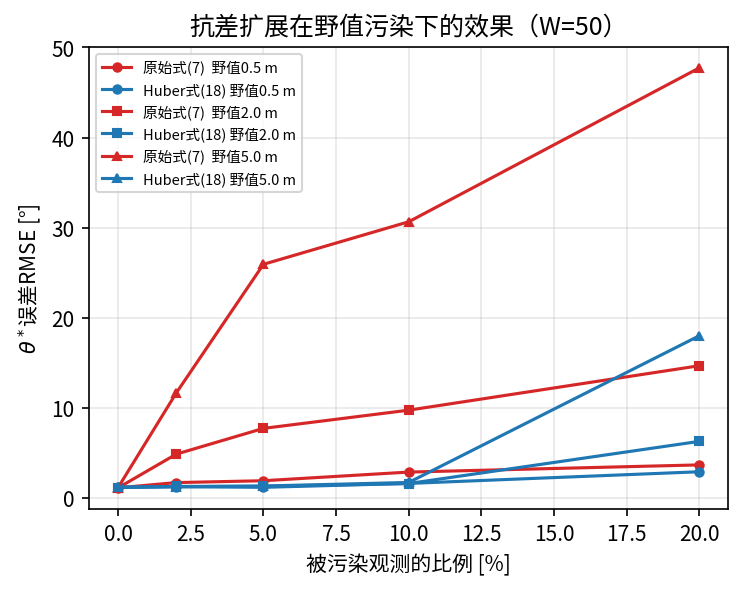 抗差扩展在野值污染下的效果（W=50）
50
40
30
20
10
0
θ*误差RMSE [°]
原始式(7)  野值0.5 m
Huber式(18) 野值0.5 m
原始式(7)  野值2.0 m
Huber式(18) 野值2.0 m
原始式(7)  野值5.0 m
Huber式(18) 野值5.0 m
0.0 2.5 5.0 7.5 10.0 12.5 15.0 17.5 20.0
被污染观测的比例 [%]